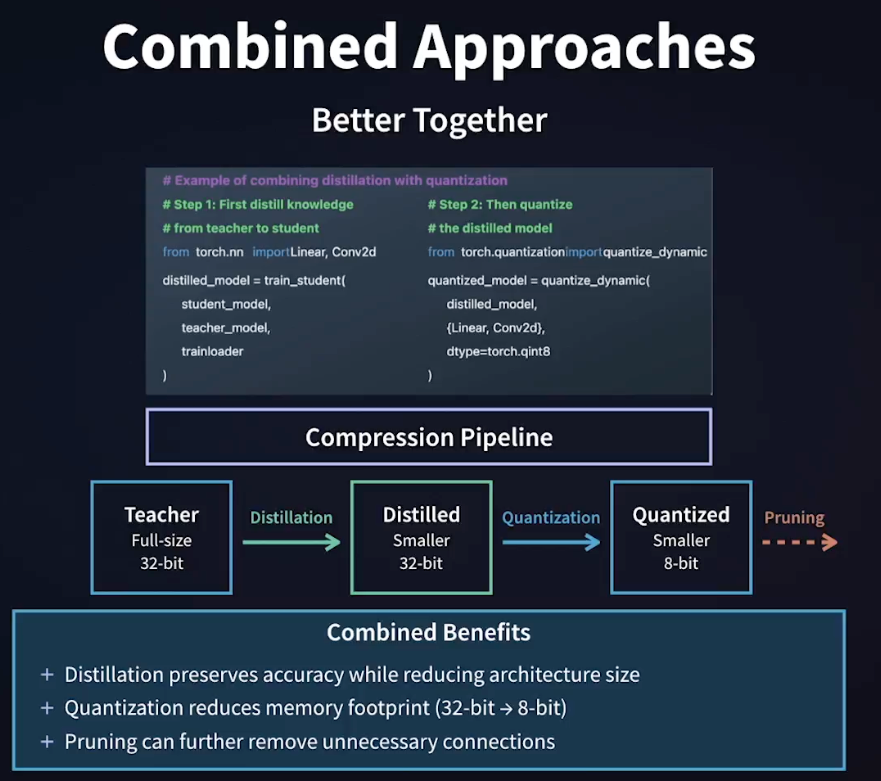 Combined Approaches
Better Together
# Example of combining distillation with quantization
# Step 1: First distill knowledge
# from teacher to student
from torch.nn importLinear, Conv2d
distilled_model = train_student(
student_model,
teacher_model,
trainloader
)
# Step 2: Then quantize
# the distilled model
from torch.quantizationimportquantize_dynamic
quantized_model = quantize_dynamic(
distilled_model,
{Linear, Conv2d},
dtype=torch.qint8
)
Compression Pipeline
Teacher
Full-size
32-bit
Distillation
Distilled
Smaller
32-bit
Quantization
Quantized
Smaller
8-bit
Pruning
Combined Benefits
+ Distillation preserves accuracy while reducing architecture size
+ Quantization reduces memory footprint (32-bit → 8-bit)
+ Pruning can further remove unnecessary connections